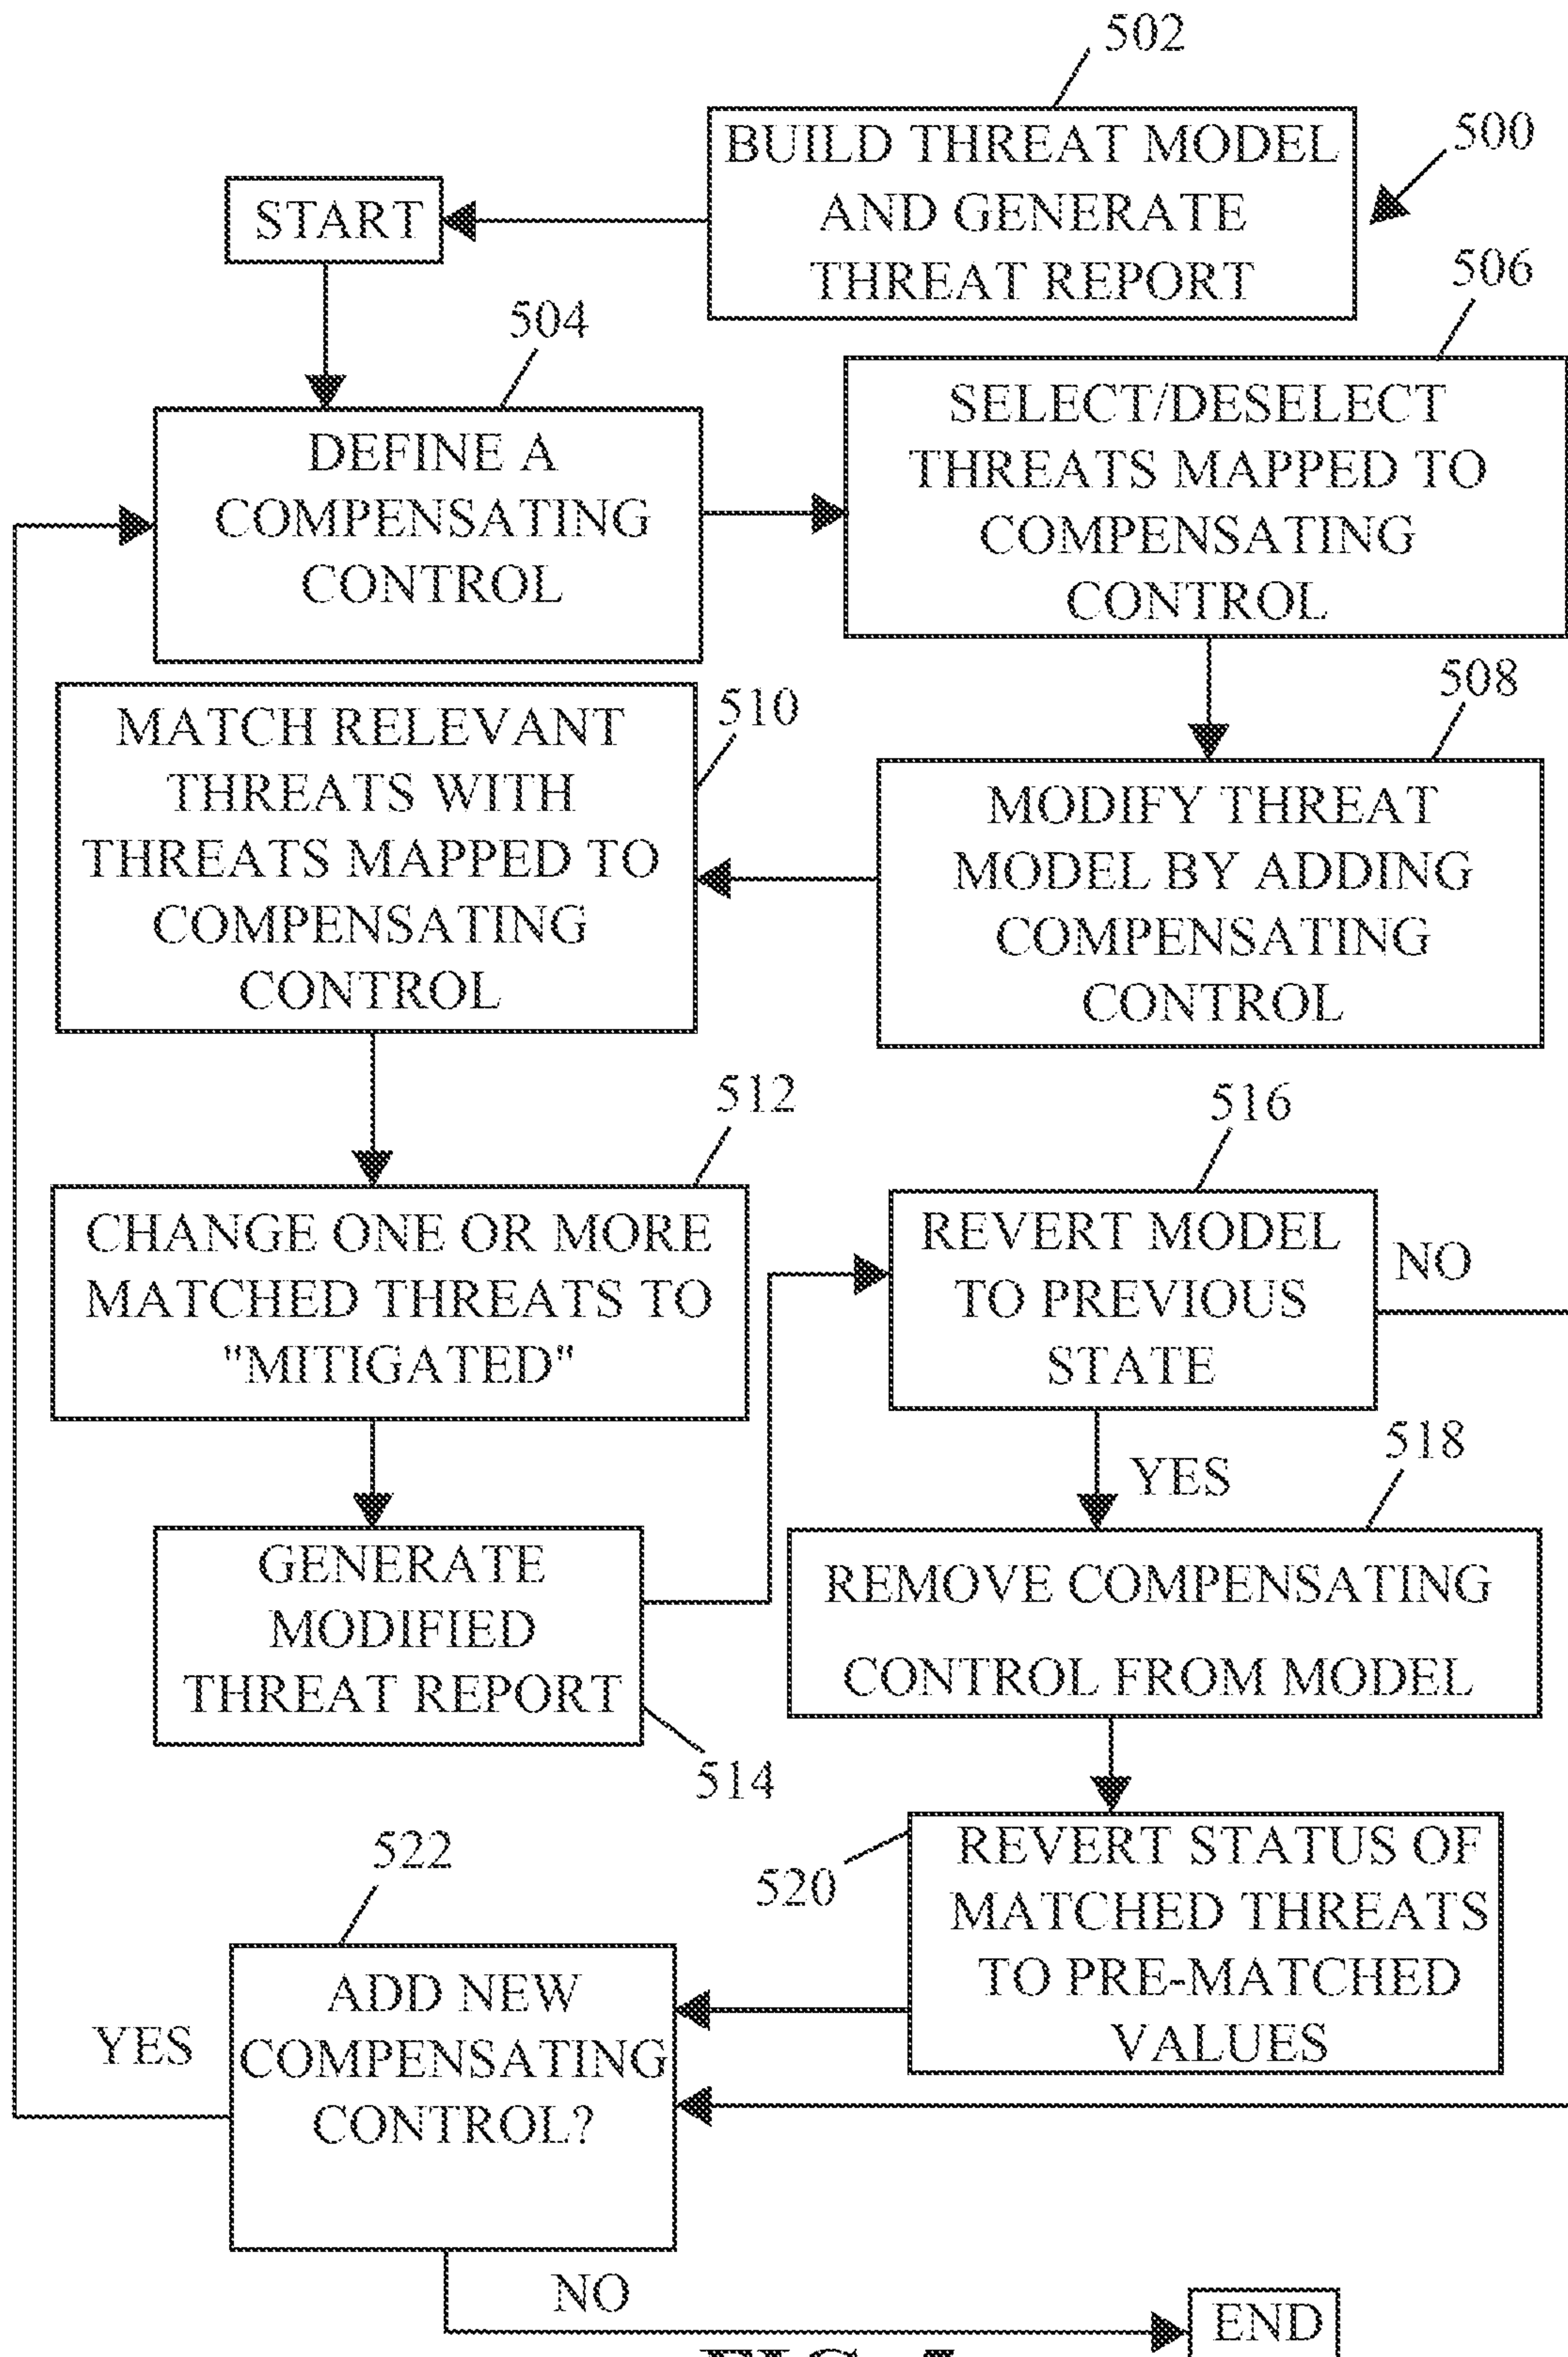 502
BUILD THREAT MODEL
AND GENERATE
THREAT REPORT
500
START
504
506
DEFINE A
COMPENSATING
CONTROL
SELECT/DESELECT
THREATS MAPPED TO
COMPENSATING
CONTROL
508
MODIFY THREAT
MODEL BY ADDING
COMPENSATING
CONTROL
510
MATCH RELEVANT
THREATS WITH
THREATS MAPPED TO
COMPENSATING
CONTROL
512
CHANGE ONE OR MORE
MATCHED THREATS TO
"MITIGATED"
GENERATE
MODIFIED
THREAT REPORT
514
516
REVERT MODEL
TO PREVIOUS
STATE
NO
YES
518
REMOVE COMPENSATING
CONTROL FROM MODEL
520
REVERT STATUS OF
MATCHED THREATS
TO PRE-MATCHED
VALUES
522
ADD NEW
COMPENSATING
CONTROL?
YES
NO
END